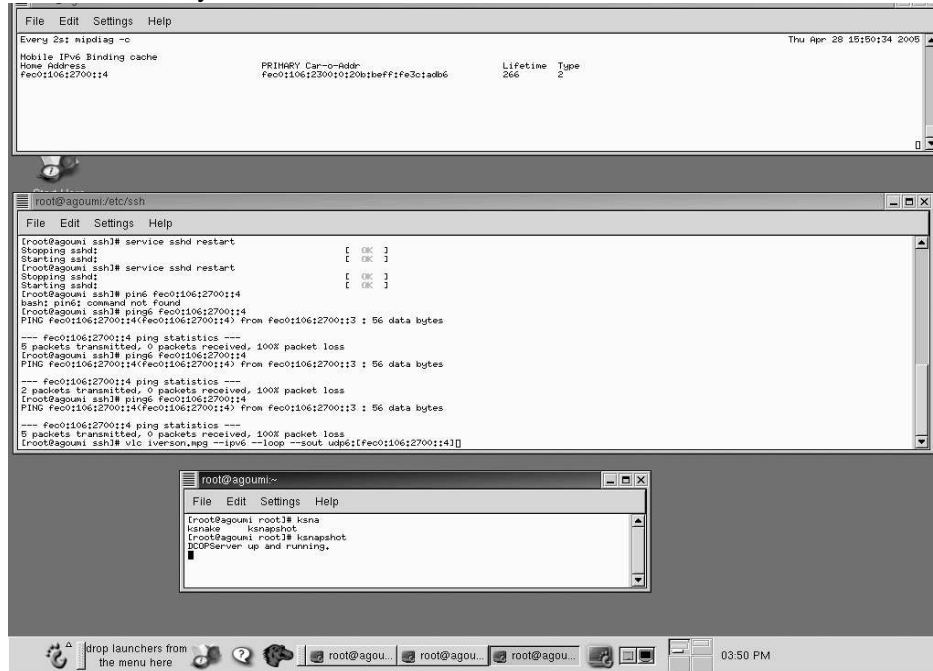 File Edit Settings Help
Every 2s: mipdiag -c Thu Apr 28 15:50:34 2005
Mobile IPv6 Binding cache
Home Address PRIMARY Car-o-Addr Lifetime Type
fec0:106:2700::4 fec0:106:2300:0:20b:beff:fe3c:adb6 266 2
root@agoumi:/etc/ssh
File Edit Settings Help
[root@agoumi ssh]# service sshd restart
Stopping sshd: [ OK ]
Starting sshd: [ OK ]
[root@agoumi ssh]# service sshd restart
Stopping sshd: [ OK ]
Starting sshd: [ OK ]
[root@agoumi ssh]# pin6 fec0:106:2700::4
bash: pin6: command not found
[root@agoumi ssh]# ping6 fec0:106:2700::4
PING fec0:106:2700::4(fec0:106:2700::4) from fec0:106:2700::3 : 56 data bytes
--- fec0:106:2700::4 ping statistics ---
5 packets transmitted, 0 packets received, 100% packet loss
[root@agoumi ssh]# ping6 fec0:106:2700::4
PING fec0:106:2700::4(fec0:106:2700::4) from fec0:106:2700::3 : 56 data bytes
--- fec0:106:2700::4 ping statistics ---
2 packets transmitted, 0 packets received, 100% packet loss
[root@agoumi ssh]# ping6 fec0:106:2700::4
PING fec0:106:2700::4(fec0:106:2700::4) from fec0:106:2700::3 : 56 data bytes
--- fec0:106:2700::4 ping statistics ---
5 packets transmitted, 0 packets received, 100% packet loss
[root@agoumi ssh]# vlc iverson.mpg --ipv6 --loop --sout udp6:[fec0:106:2700::4]
root@agoumi:~
File Edit Settings Help
[root@agoumi root]# ksna
ksnake ksnapshot
[root@agoumi root]# ksnapshot
DCOPServer up and running.
drop launchers from
the menu here
root@agou... root@agou... root@agou... 03:50 PM